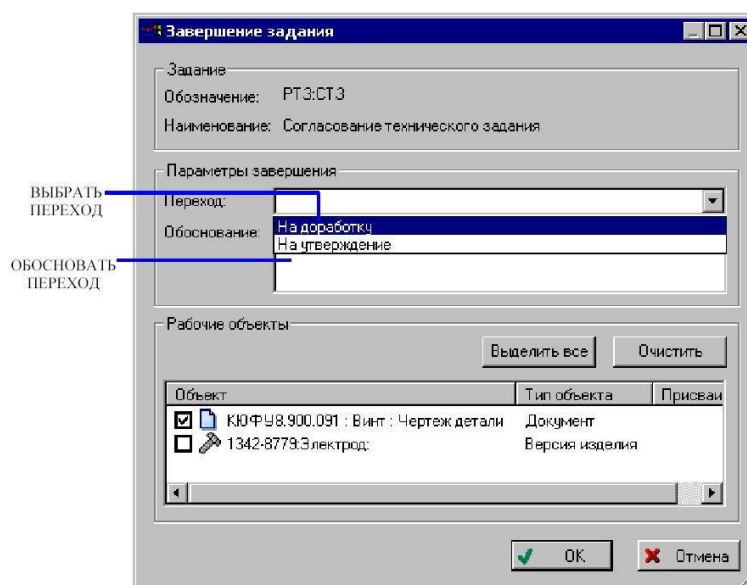 Завершение задания
Задание
Обозначение: РТЗ:СТЗ
Наименование: Согласование технического задания
Параметры завершения
ВЫБРАТЬ
ПЕРЕХОД
Переход:
Обоснование:
На доработку
На утверждение
ОБОСНОВАТЬ
ПЕРЕХОД
Рабочие объекты
Выделить все
Очистить
Объект Тип объекта Присваи
КЮФУ8.900.091 : Винт : Чертеж детали Документ
1342-8779:Электрод: Версия изделия
OK
Отмена